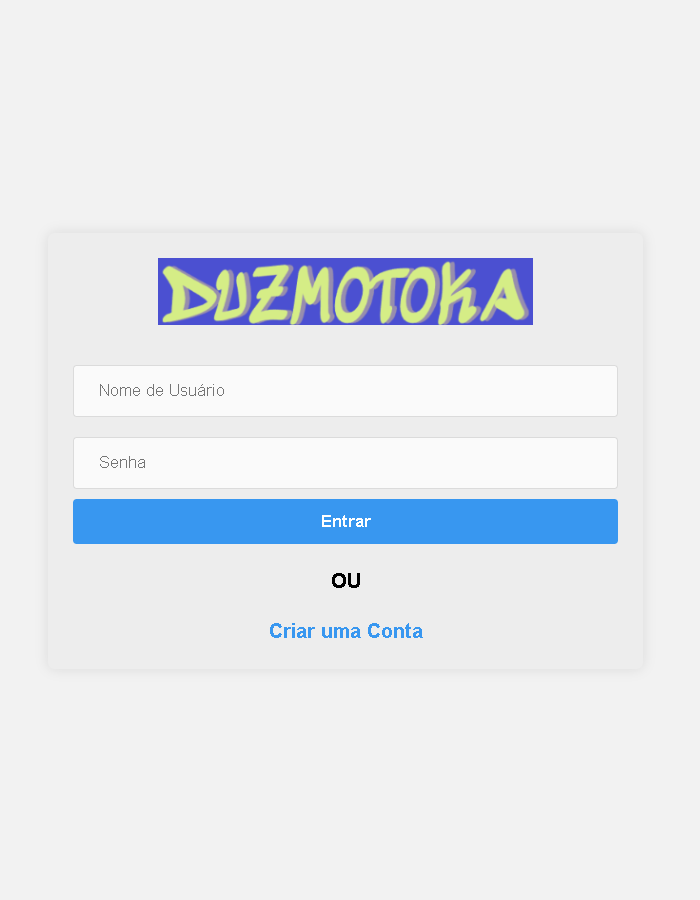 DUZMOTOKA
Nome de Usuário
Senha
Entrar
OU
Criar uma Conta